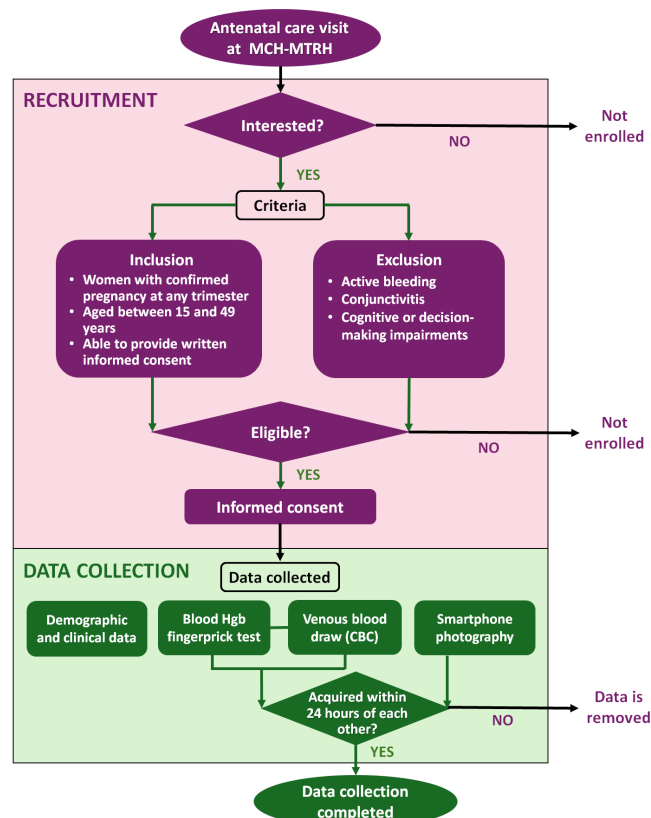 Antenatal care visit
at MCH-MTRH
RECRUITMENT
Interested?
NO
Not
enrolled
YES
Criteria
Inclusion
• Women with confirmed
pregnancy at any trimester
• Aged between 15 and 49
years
• Able to provide written
informed consent
Exclusion
• Active bleeding
• Conjunctivitis
• Cognitive or decision-
making impairments
Eligible?
NO
Not
enrolled
YES
Informed consent
DATA COLLECTION
Data collected
Demographic
and clinical data
Blood Hgb
fingerprick test
Venous blood
draw (CBC)
Smartphone
photography
Acquired within
24 hours of each
other?
NO
Data is
removed
YES
Data collection
completed